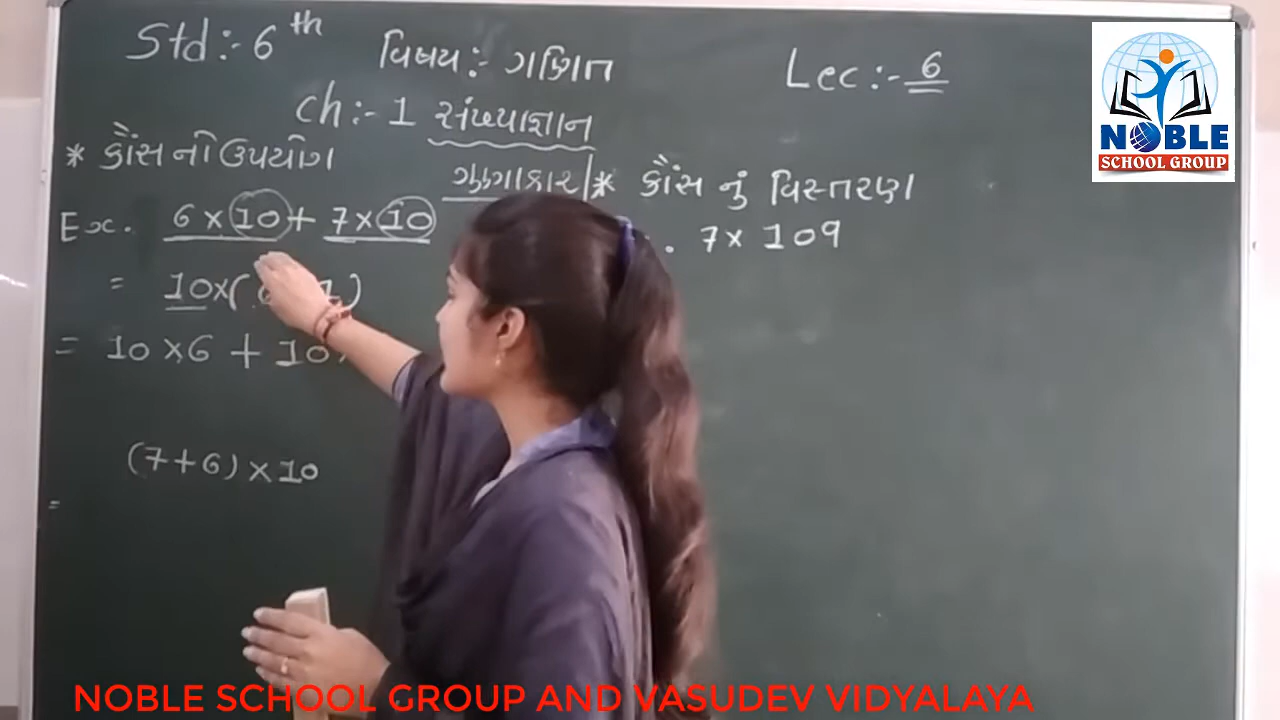 Std :- 6th
વિષય :- ગણિત
Lec :- 6
Ch :- 1 સંખ્યાજ્ઞાન
* કૌંસ નો ઉપયોગ
ગુણાકાર
* કૌંસ નું વિસ્તરણ
Ex. 6 × 10 + 7 × 10
. 7 × 109
= 10 × (
)
= 10 × 6 + 10
(7 + 6) × 10
=
NOBLE
SCHOOL GROUP
NOBLE SCHOOL GROUP AND VASUDEV VIDYALAYA